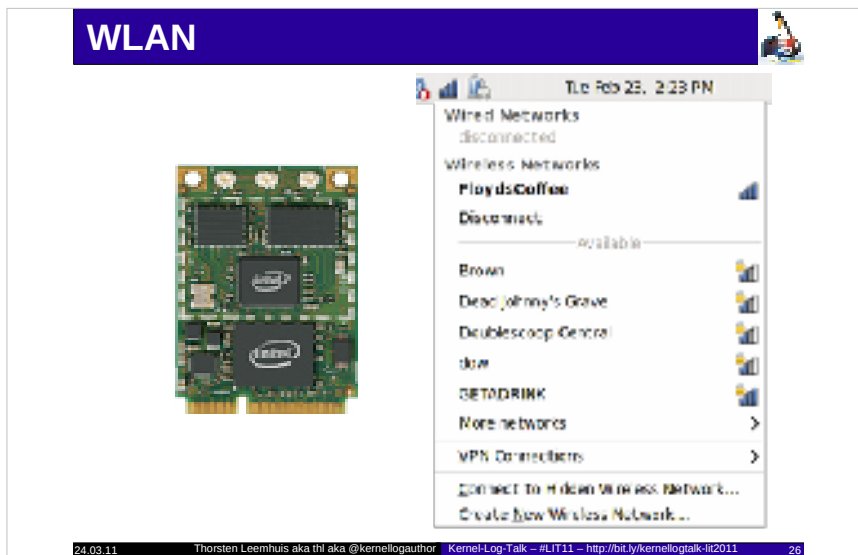 WLAN
Tue Feb 23, 2:23 PM
Wired Networks
disconnected
Wireless Networks
FloydsCoffee
Disconnect
Available
Brown
Dead Johnny's Grave
Doublescoop Central
dow
GETADRINK
More networks
VPN Connections
Connect To Hidden Wireless Network...
Create New Wireless Network...
intel
intel
24.03.11 Thorsten Leemhuis aka thl aka @kernellogauthor Kernel-Log-Talk – #LIT11 – http://bit.ly/kernellogtalk-lit2011 26